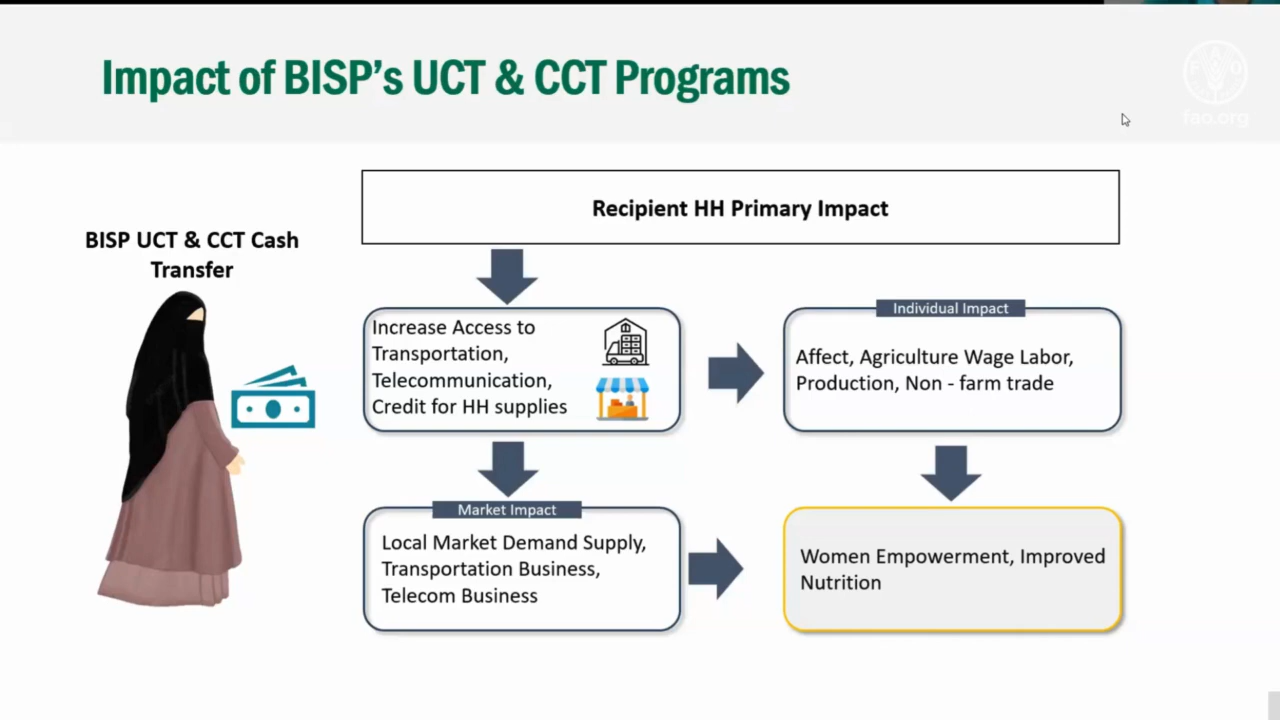 Impact of BISP's UCT & CCT Programs
F A O
fao.org
Recipient HH Primary Impact
BISP UCT & CCT Cash
Transfer
Increase Access to
Transportation,
Telecommunication,
Credit for HH supplies
Individual Impact
Affect, Agriculture Wage Labor,
Production, Non - farm trade
Market Impact
Local Market Demand Supply,
Transportation Business,
Telecom Business
Women Empowerment, Improved
Nutrition